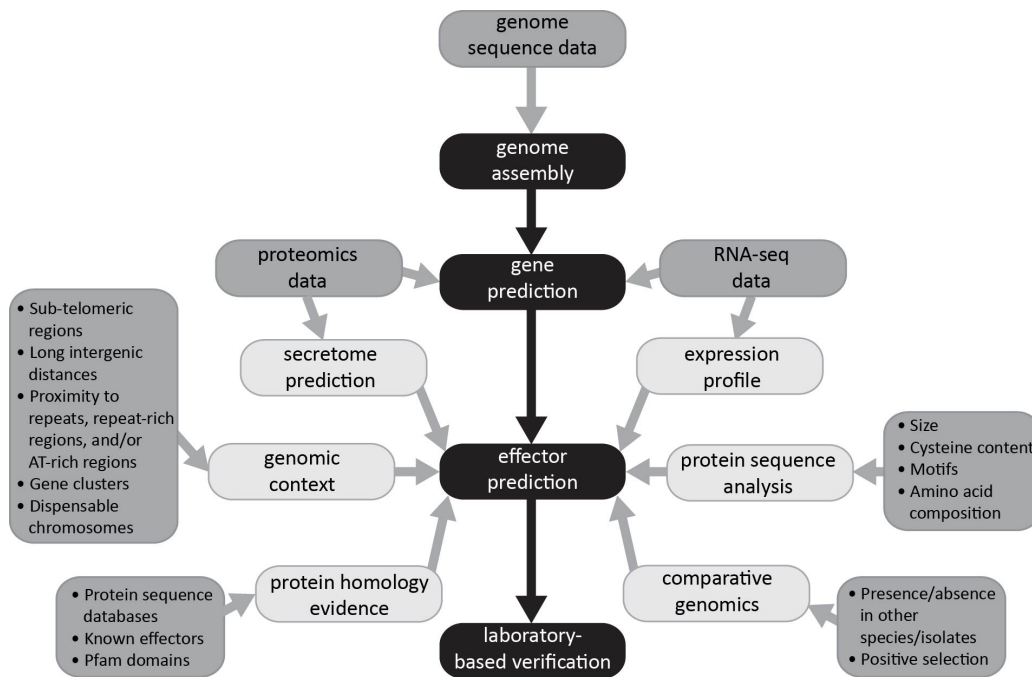 genome
sequence data
genome
assembly
proteomics
data
gene
prediction
RNA-seq
data
• Sub-telomeric
regions
• Long intergenic
distances
• Proximity to
repeats, repeat-rich
regions, and/or
AT-rich regions
• Gene clusters
• Dispensable
chromosomes
secretome
prediction
expression
profile
genomic
context
effector
prediction
protein sequence
analysis
• Size
• Cysteine content
• Motifs
• Amino acid
composition
• Protein sequence
databases
• Known effectors
• Pfam domains
protein homology
evidence
comparative
genomics
• Presence/absence
in other
species/isolates
• Positive selection
laboratory-
based verification